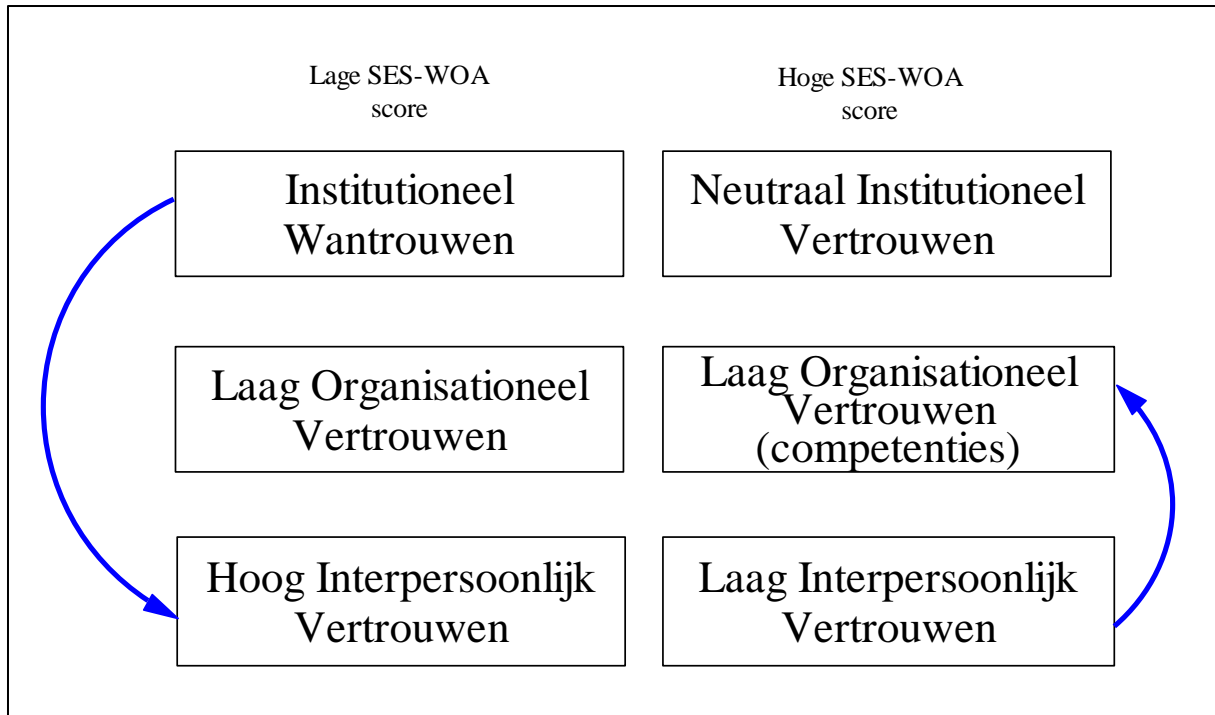 Lage SES-WOA
score
Hoge SES-WOA
score
Institutioneel
Wantrouwen
Neutraal Institutioneel
Vertrouwen
Laag Organisationeel
Vertrouwen
Laag Organisationeel
Vertrouwen
(competenties)
Hoog Interpersoonlijk
Vertrouwen
Laag Interpersoonlijk
Vertrouwen